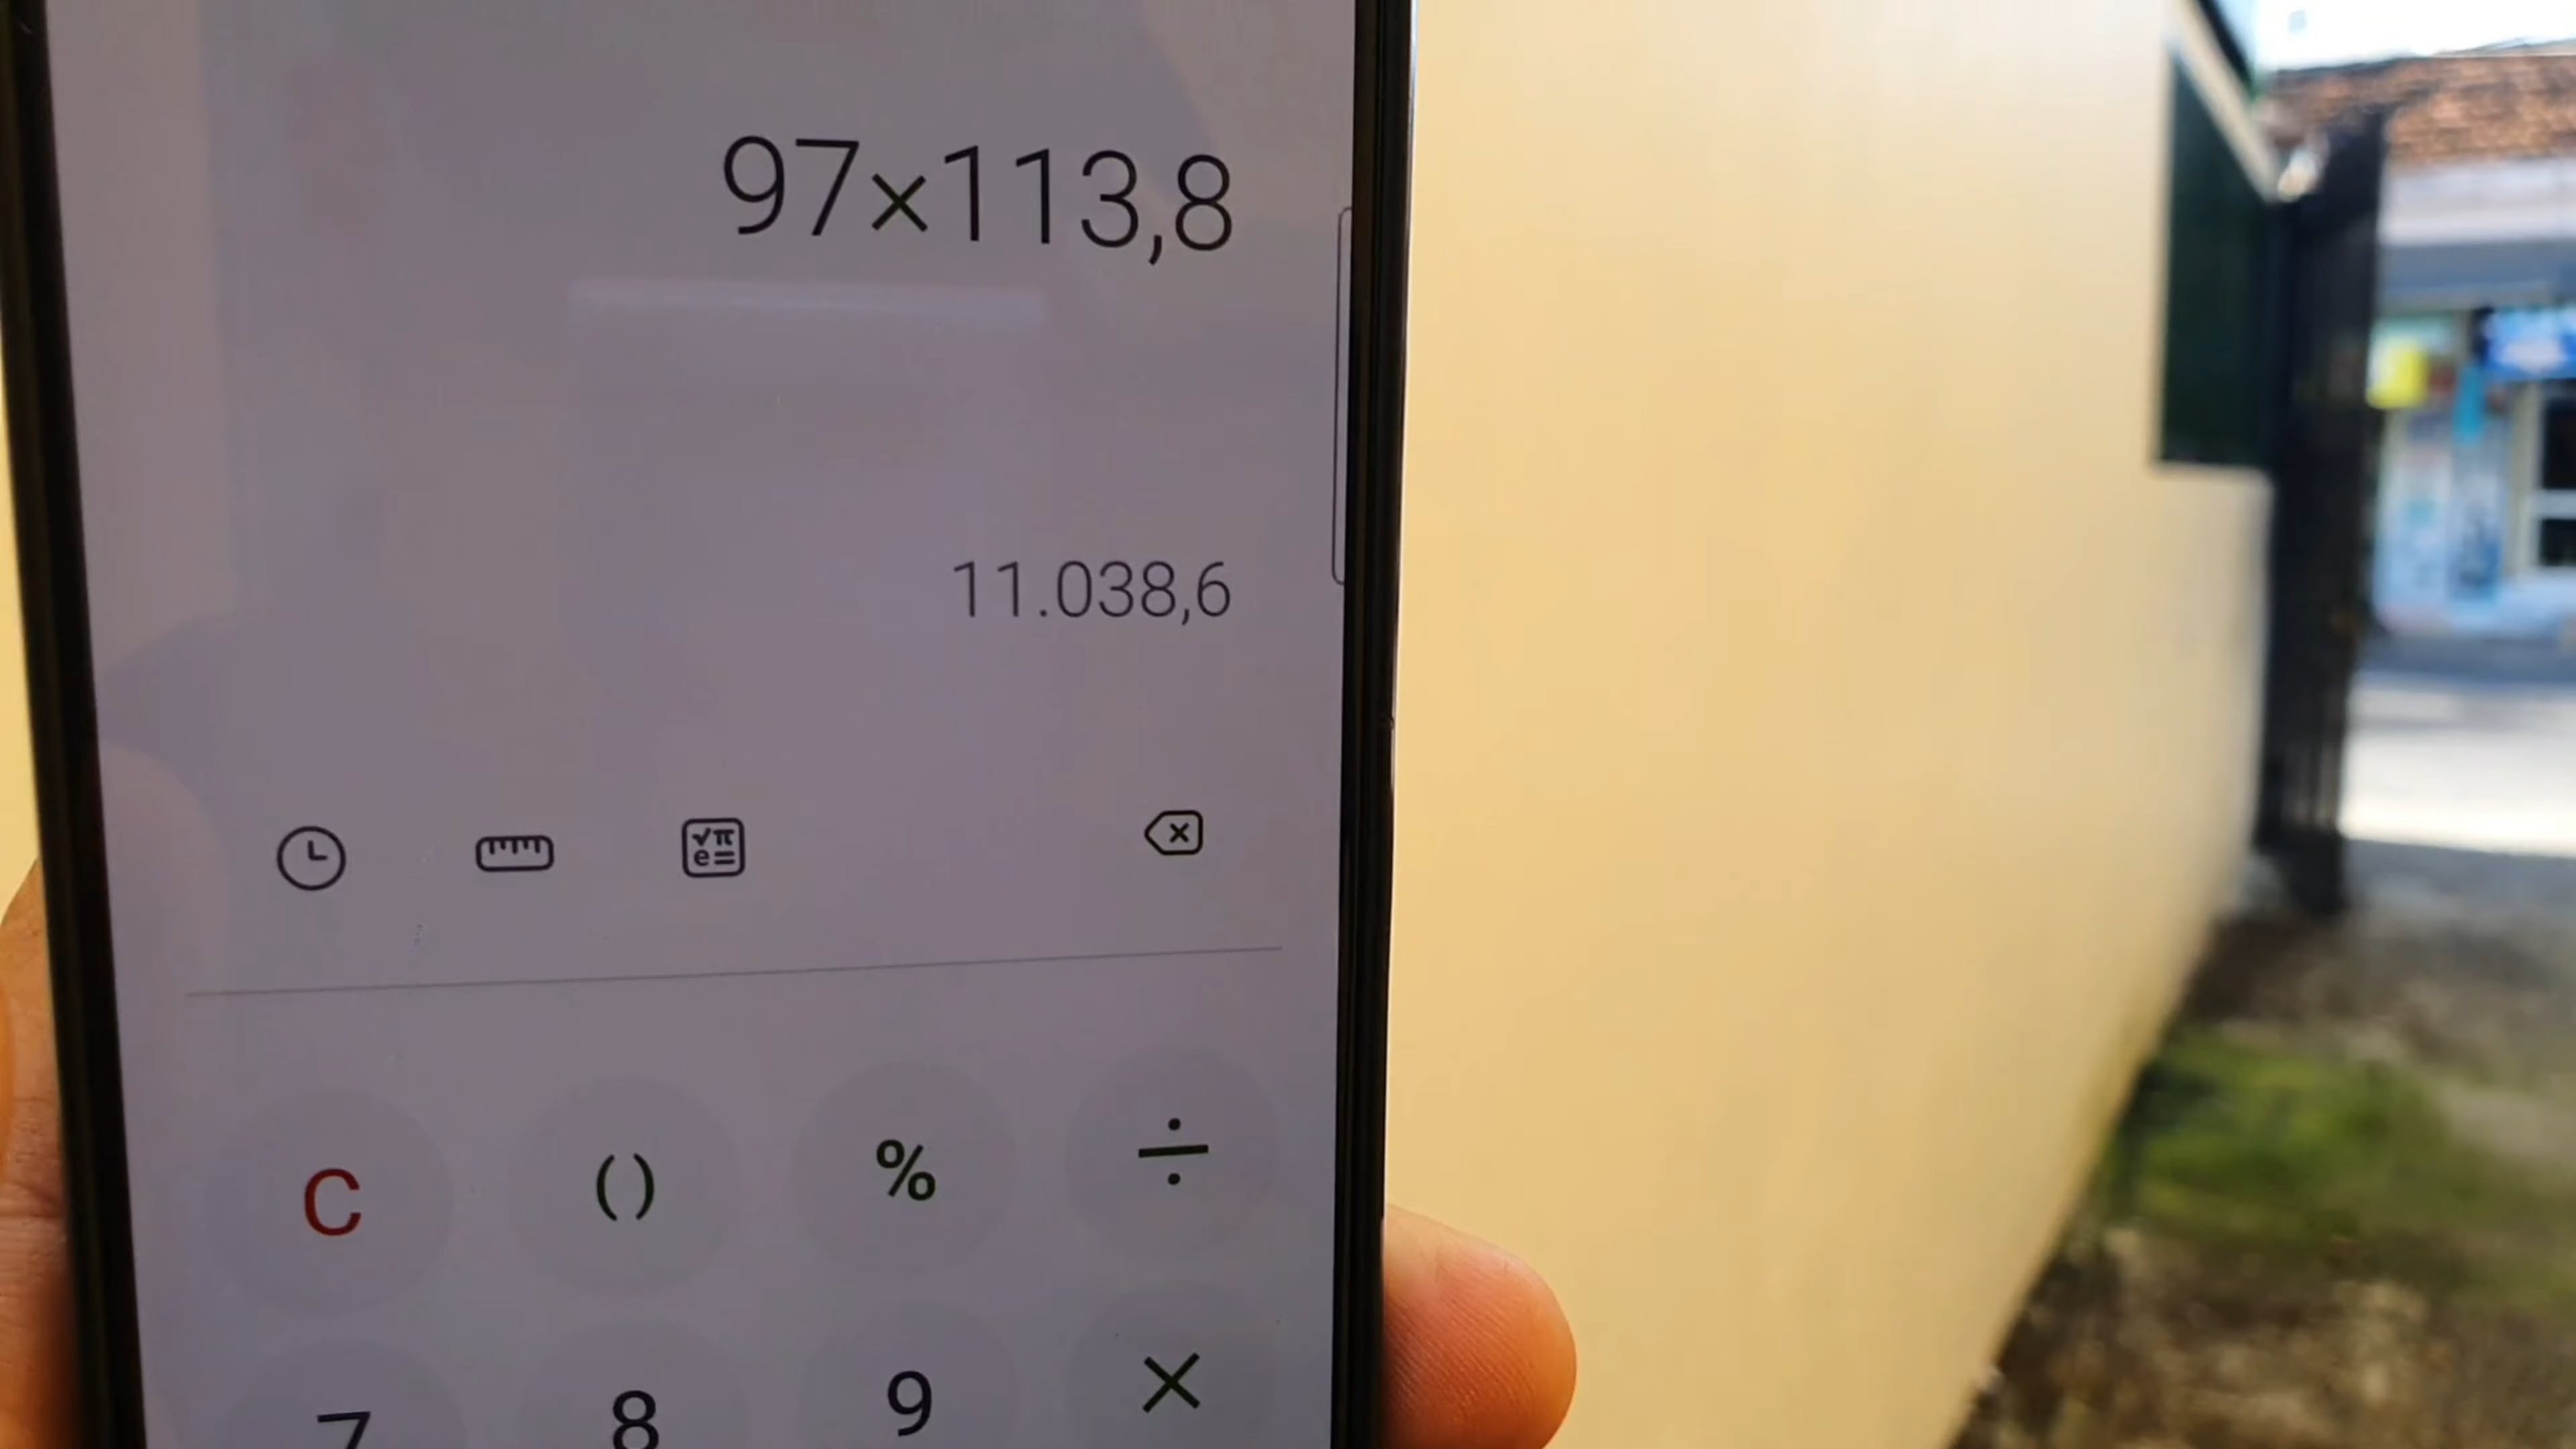 97×113,8
11.038,6
√π
e=
C () % ÷
7 8 9 ×